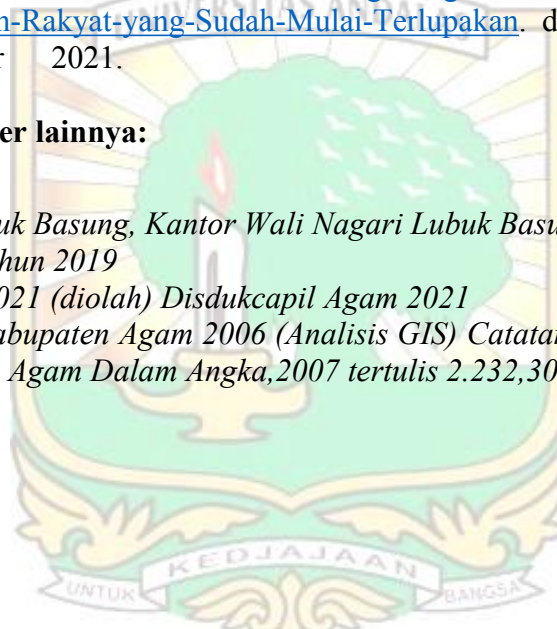 n-Rakyat-yang-Sudah-Mulai-Terlupakan. d
r 2021.
er lainnya:
uk Basung, Kantor Wali Nagari Lubuk Basu
hun 2019
021 (diolah) Disdukcapil Agam 2021
abupaten Agam 2006 (Analisis GIS) Catatan
Agam Dalam Angka,2007 tertulis 2.232,30
UNTUK KEDJAJAAN BANGSA